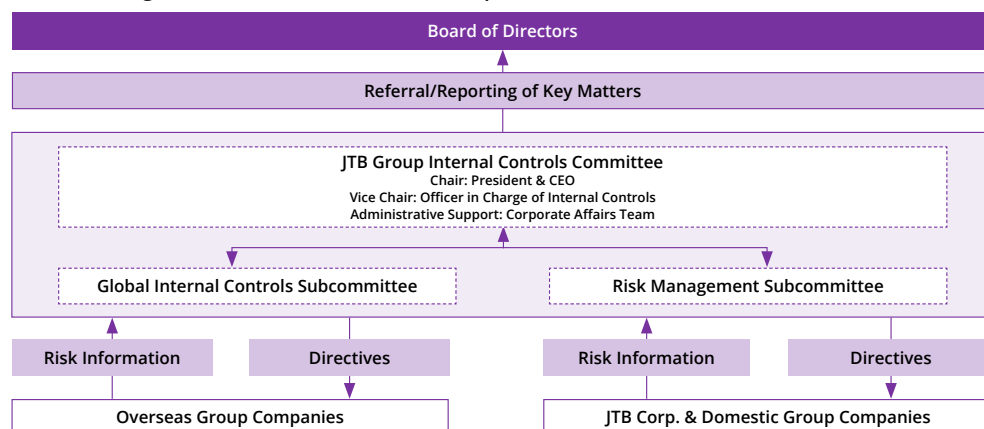 Board of Directors
Referral/Reporting of Key Matters
JTB Group Internal Controls Committee
Chair: President & CEO
Vice Chair: Officer in Charge of Internal Controls
Administrative Support: Corporate Affairs Team
Global Internal Controls Subcommittee
Risk Management Subcommittee
Risk Information
Directives
Risk Information
Directives
Overseas Group Companies
JTB Corp. & Domestic Group Companies